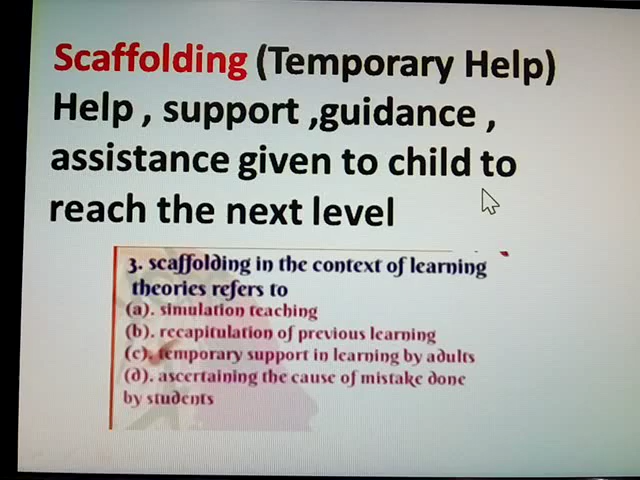 Scaffolding (Temporary Help)
Help , support ,guidance ,
assistance given to child to
reach the next level
3. scaffolding in the context of learning
theories refers to
(a). simulation teaching
(b). recapitulation of previous learning
(c). temporary support in learning by adults
(d). ascertaining the cause of mistake done
by students